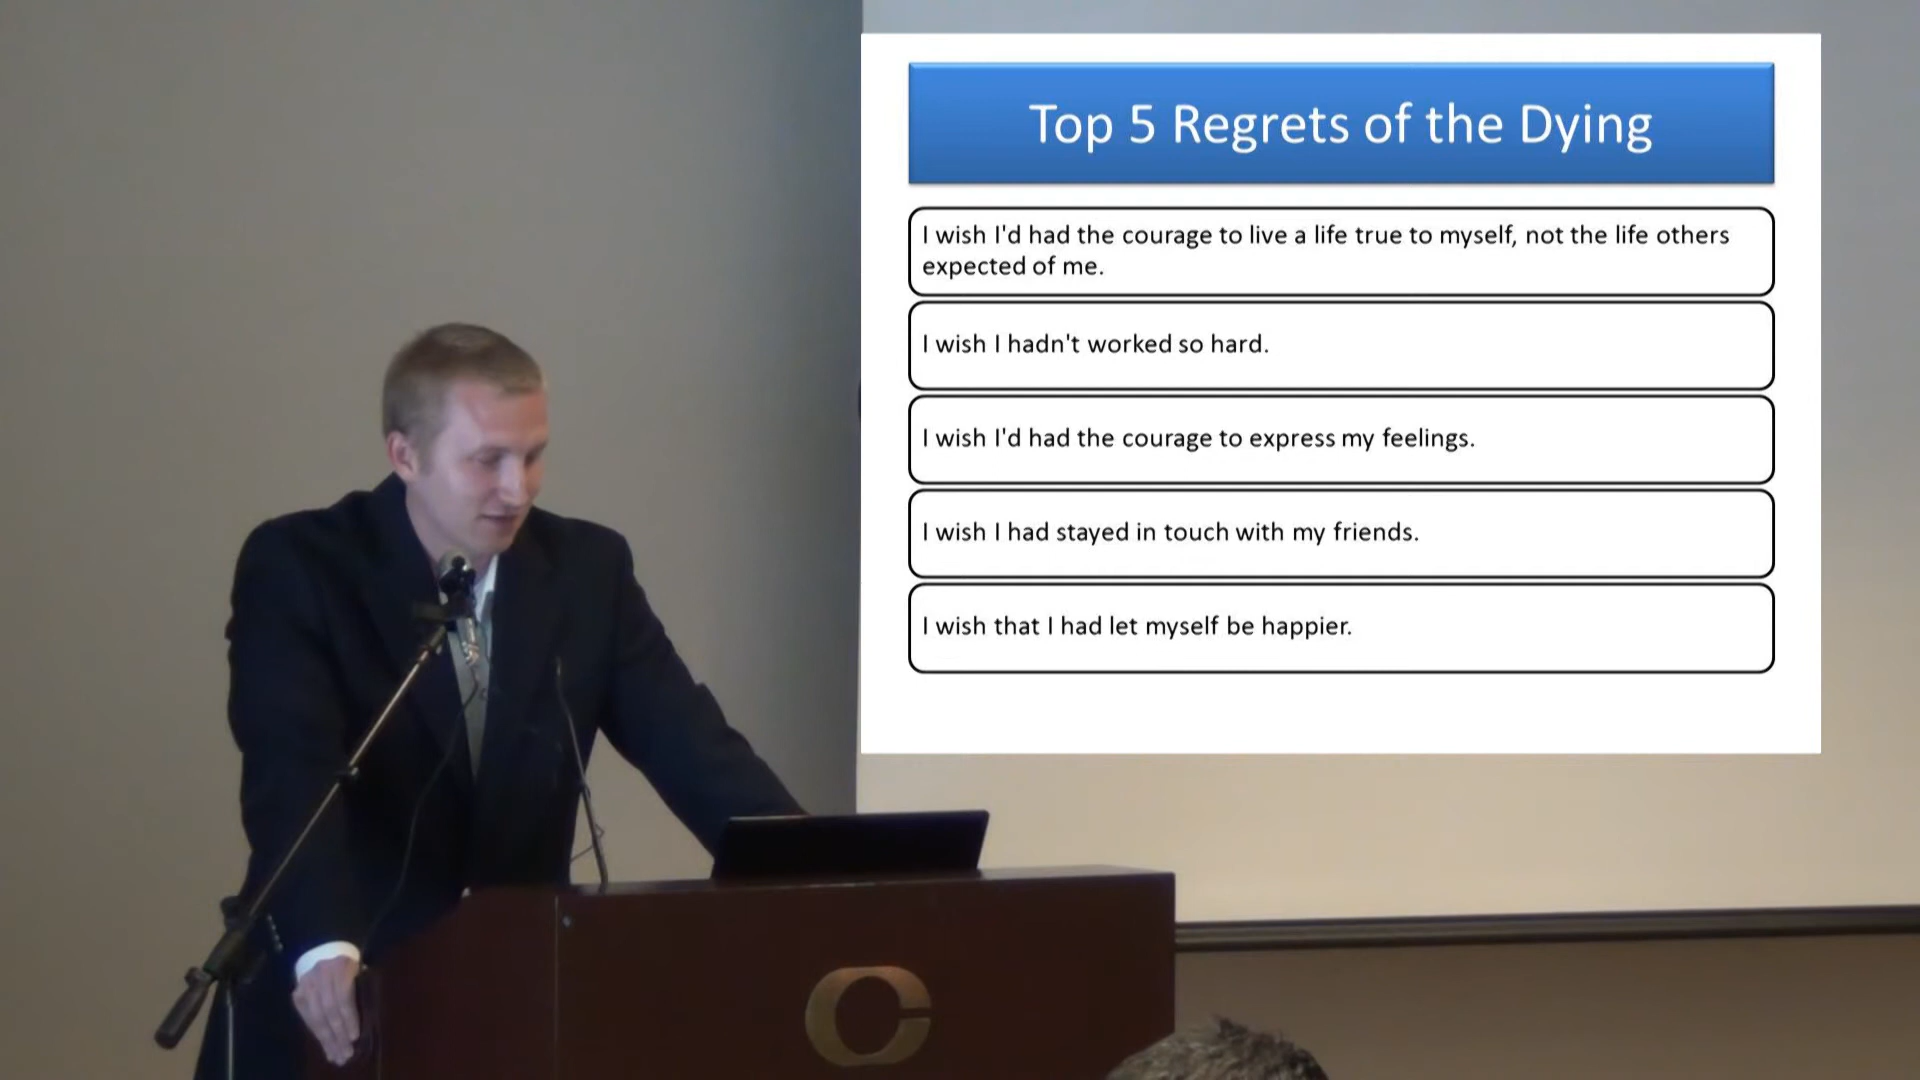 Top 5 Regrets of the Dying
I wish I'd had the courage to live a life true to myself, not the life others
expected of me.
I wish I hadn't worked so hard.
I wish I'd had the courage to express my feelings.
I wish I had stayed in touch with my friends.
I wish that I had let myself be happier.
C